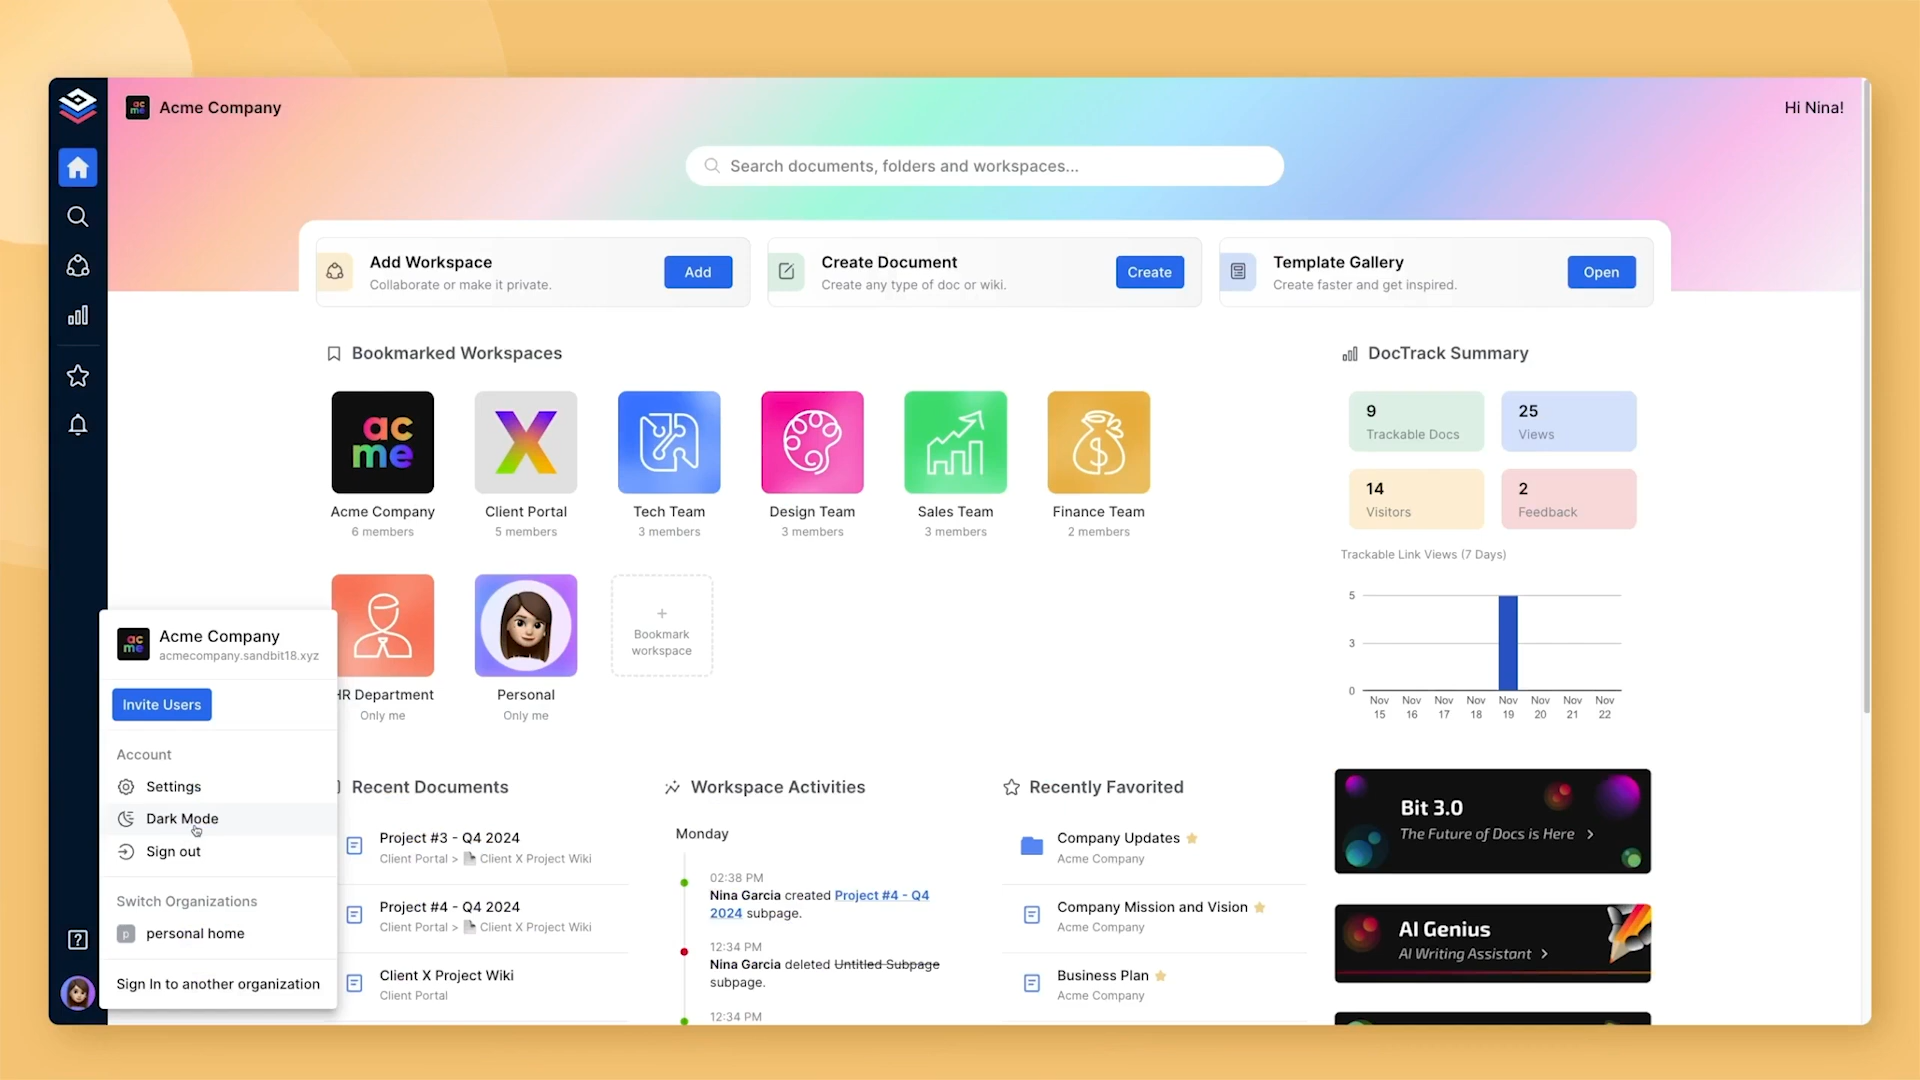 ac
me
Acme Company
Hi Nina!
Search documents, folders and workspaces...
Add Workspace
Collaborate or make it private.
Add
Create Document
Create any type of doc or wiki.
Create
Template Gallery
Create faster and get inspired.
Open
Bookmarked Workspaces
ac
me
Acme Company
6 members
X
Client Portal
5 members
Tech Team
3 members
Design Team
3 members
Sales Team
3 members
$
Finance Team
2 members
HR Department
Only me
Personal
Only me
+
Bookmark
workspace
DocTrack Summary
9
Trackable Docs
25
Views
14
Visitors
2
Feedback
Trackable Link Views (7 Days)
5
3
0
Nov 15
Nov 16
Nov 17
Nov 18
Nov 19
Nov 20
Nov 21
Nov 22
ac
me
Acme Company
acmecompany.sandbit18.xyz
Invite Users
Account
Settings
Dark Mode
Sign out
Switch Organizations
p
personal home
Sign In to another organization
?
Recent Documents
Project #3 - Q4 2024
Client Portal > Client X Project Wiki
Project #4 - Q4 2024
Client Portal > Client X Project Wiki
Client X Project Wiki
Client Portal
Workspace Activities
Monday
02:38 PM
Nina Garcia created Project #4 - Q4
2024 subpage.
12:34 PM
Nina Garcia deleted Untitled Subpage
subpage.
12:34 PM
Recently Favorited
Company Updates
Acme Company
Company Mission and Vision
Acme Company
Business Plan
Acme Company
Bit 3.0
The Future of Docs is Here >
AI Genius
AI Writing Assistant >